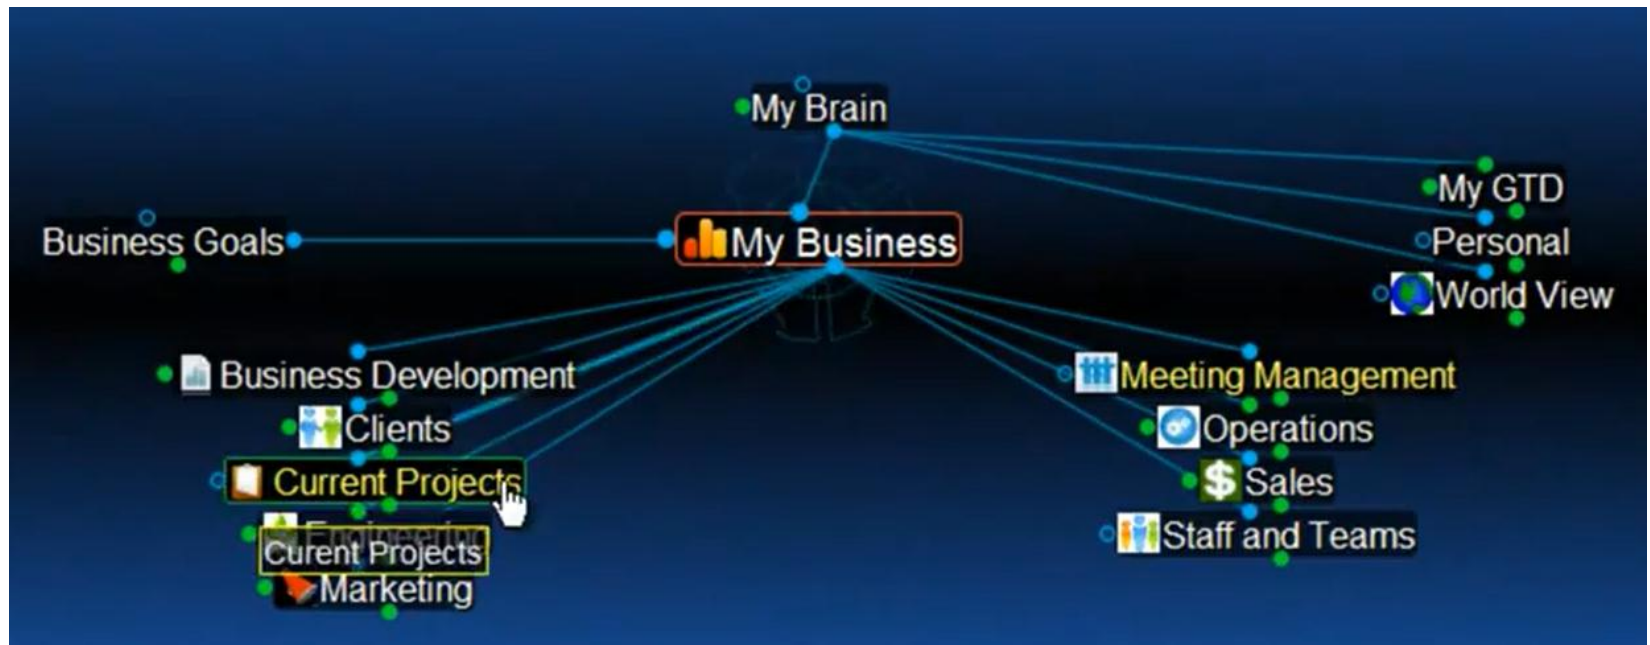 My Brain
My GTD
Business Goals
My Business
Personal
World View
Business Development
Meeting Management
Clients
Operations
Current Projects
Sales
Engineering
Curent Projects
Staff and Teams
Marketing